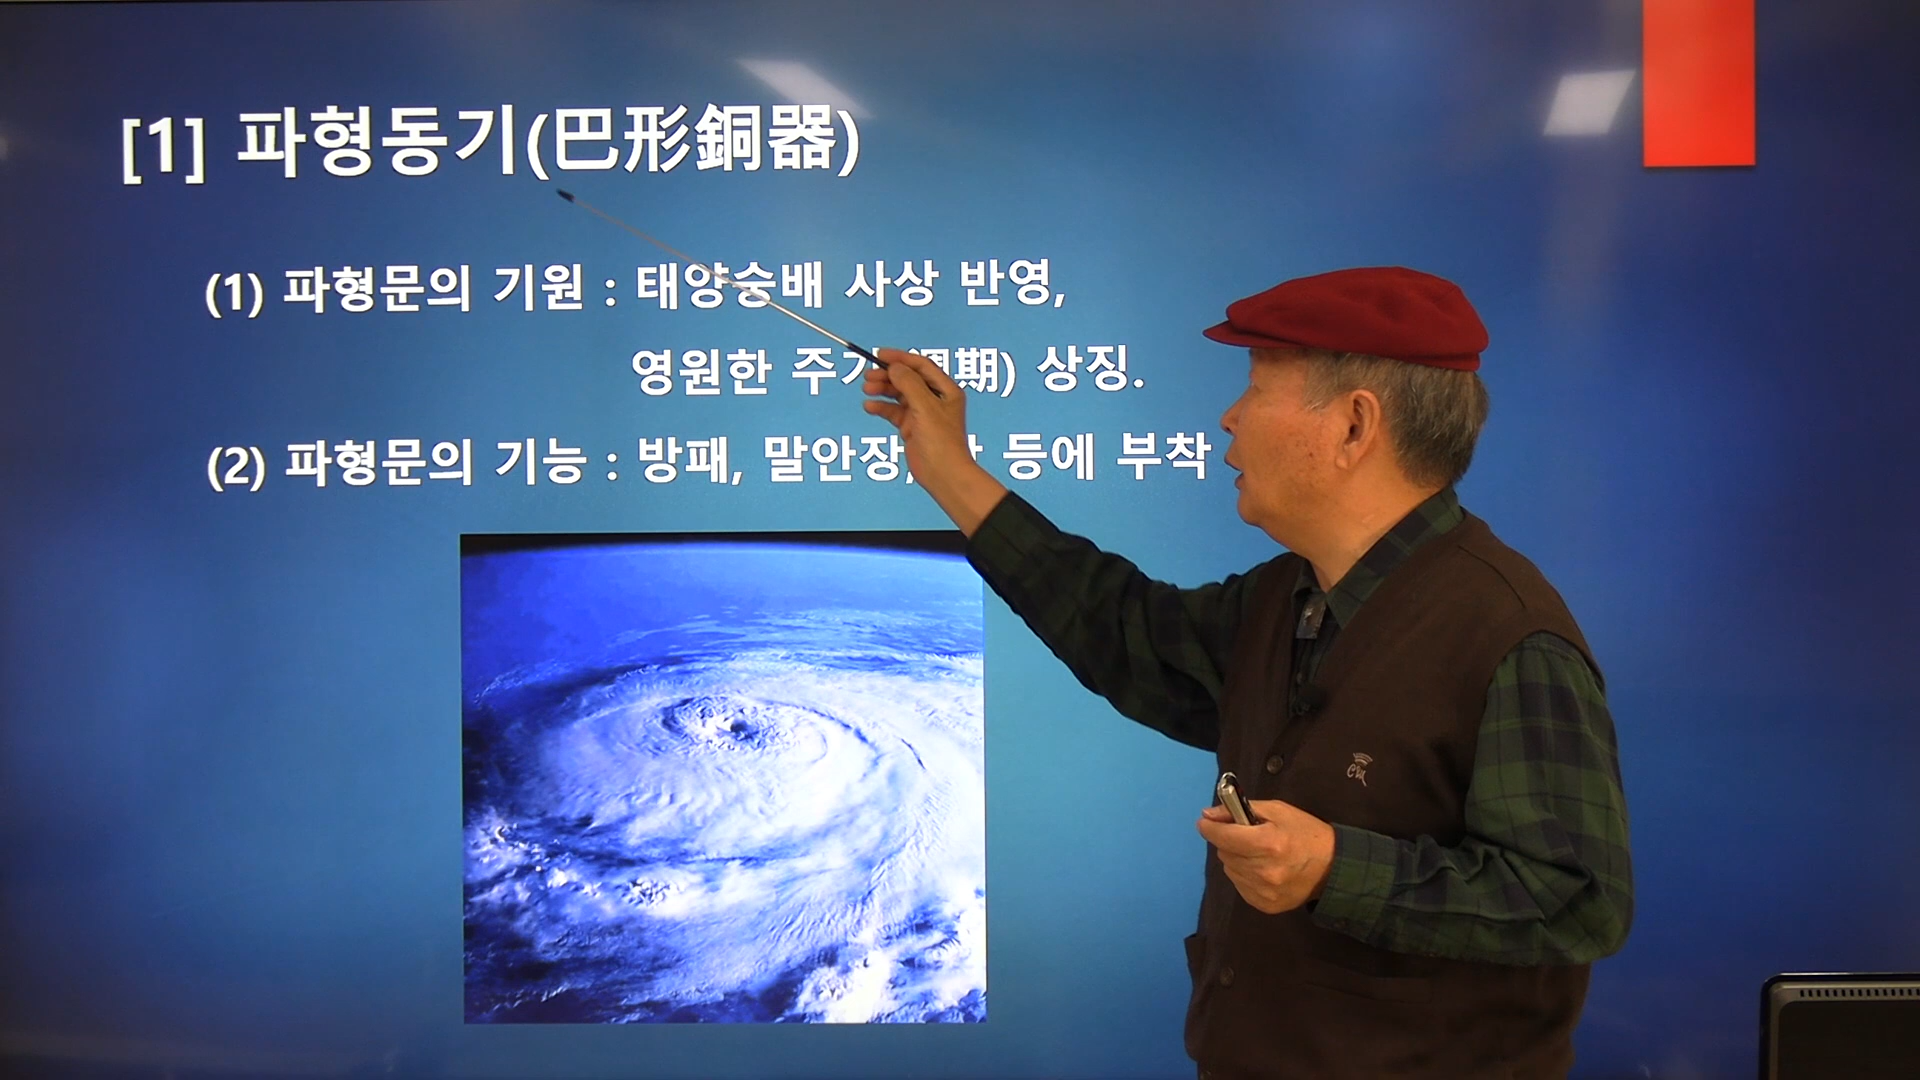 [1] 파형동기(巴形銅器)
(1) 파형문의 기원 : 태양숭배 사상 반영,
영원한 주기(週期) 상징.
(2) 파형문의 기능 : 방패, 말안장, 등에 부착